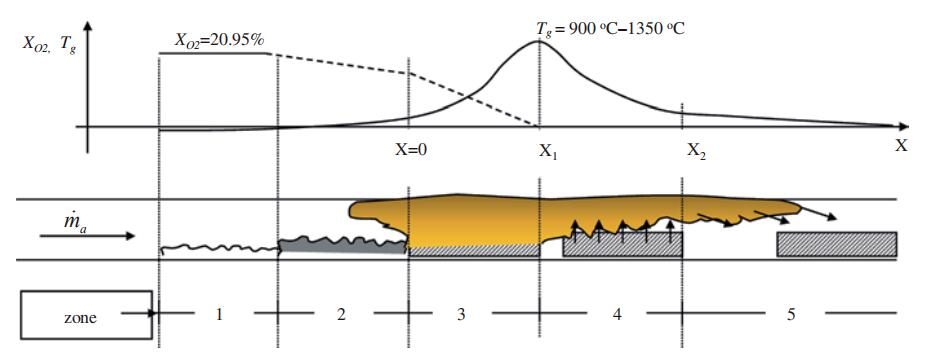 T_g = 900 °C–1350 °C
X_O2, T_g
X_O2=20.95%
X=0
X_1
X_2
X
ṁ_a
zone
1
2
3
4
5